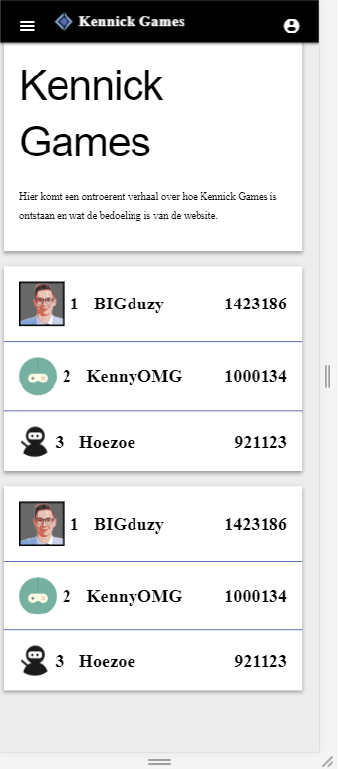 Kennick Games
Kennick
Games
Hier komt een ontroerent verhaal over hoe Kennick Games is
ontstaan en wat de bedoeling is van de website.
1 BIGduzy 1423186
2 KennyOMG 1000134
3 Hoezoe 921123
1 BIGduzy 1423186
2 KennyOMG 1000134
3 Hoezoe 921123